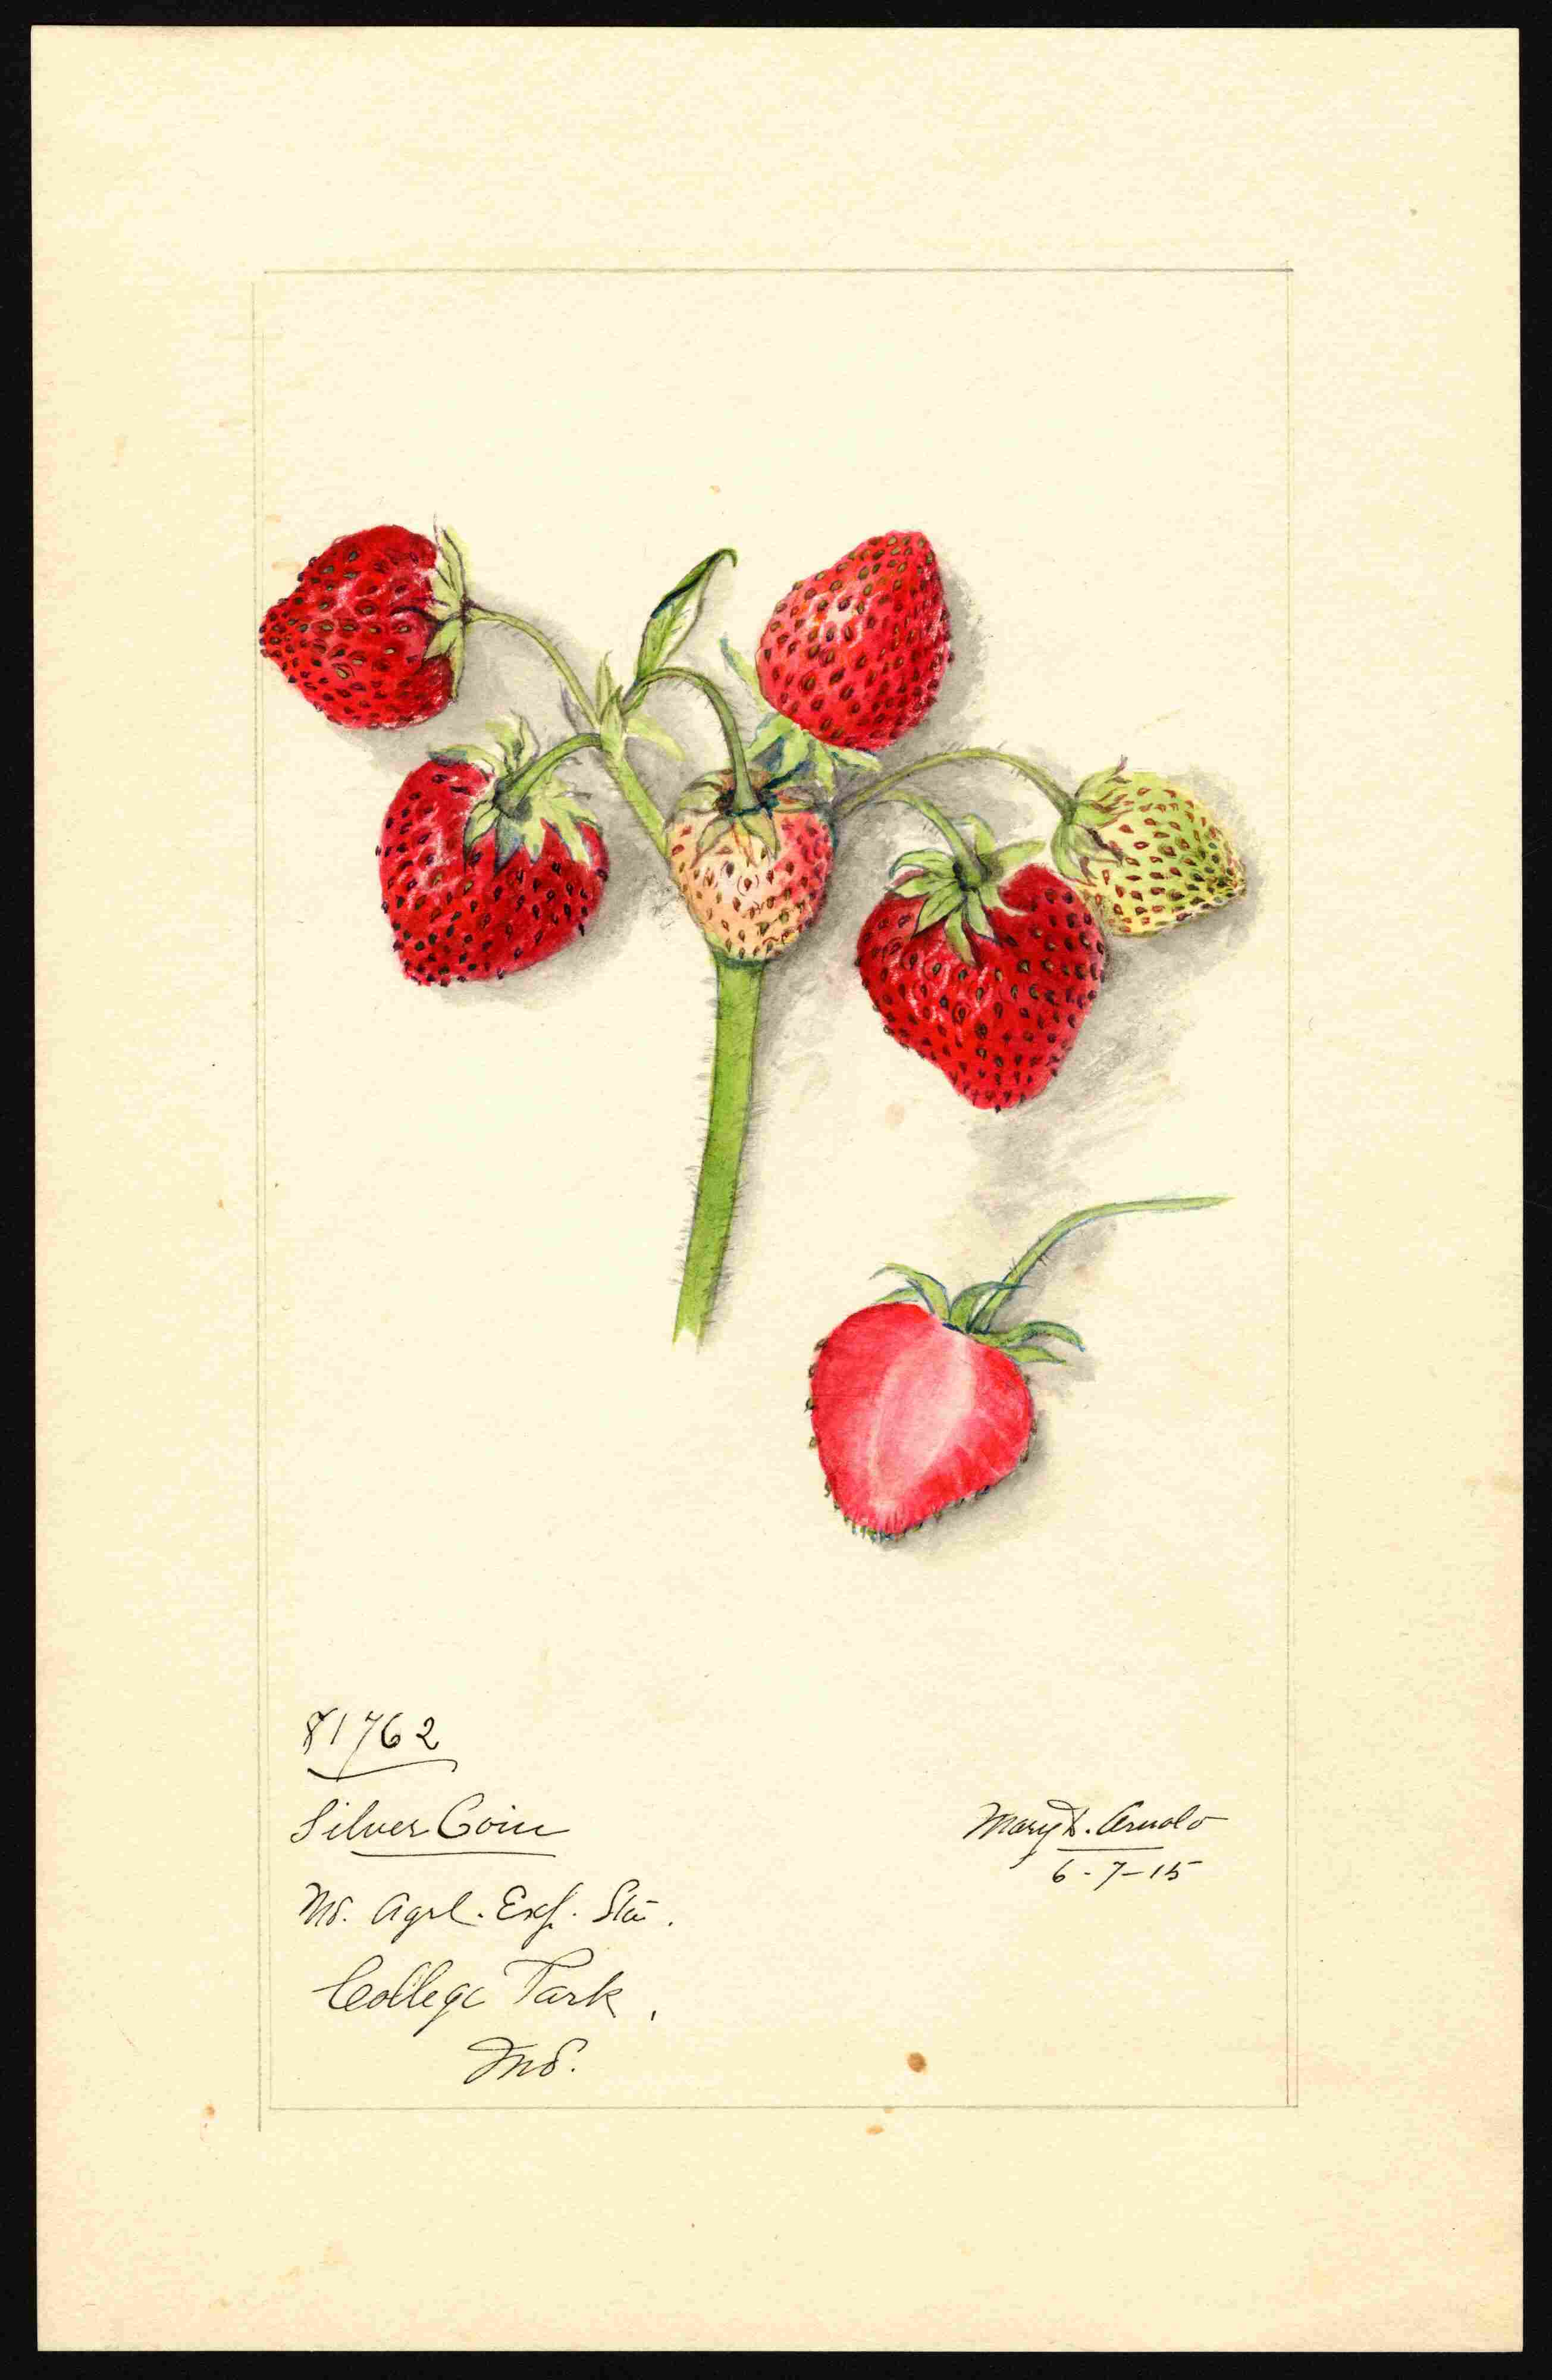 81762
Silver Coin
Md. Agrl. Exp. Sta.
College Park,
Md.
Mary D. Arnold
6-7-15